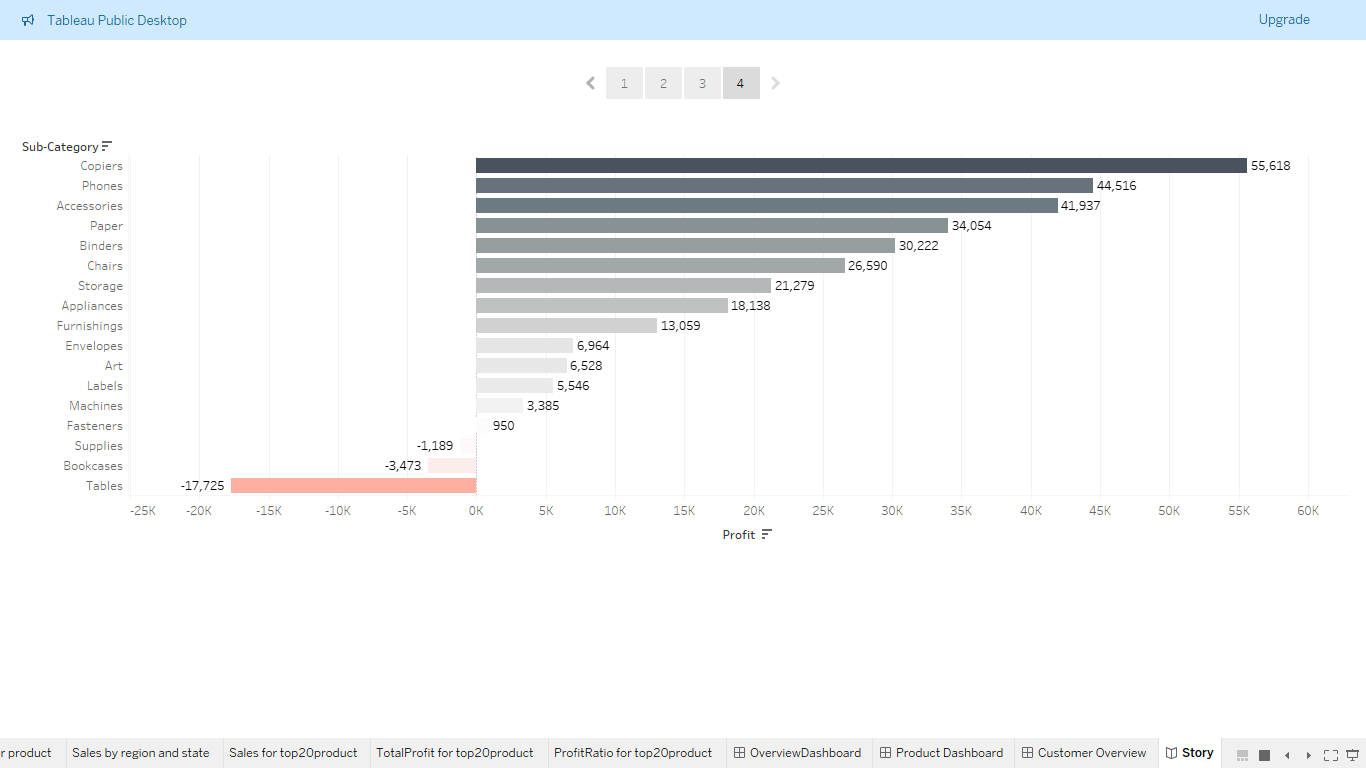 Tableau Public Desktop
Upgrade
1 2 3 4
Sub-Category
Copiers 55,618
Phones 44,516
Accessories 41,937
Paper 34,054
Binders 30,222
Chairs 26,590
Storage 21,279
Appliances 18,138
Furnishings 13,059
Envelopes 6,964
Art 6,528
Labels 5,546
Machines 3,385
Fasteners 950
Supplies -1,189
Bookcases -3,473
Tables -17,725
-25K -20K -15K -10K -5K 0K 5K 10K 15K 20K 25K 30K 35K 40K 45K 50K 55K 60K
Profit
r product Sales by region and state Sales for top20product TotalProfit for top20product ProfitRatio for top20product OverviewDashboard Product Dashboard Customer Overview Story